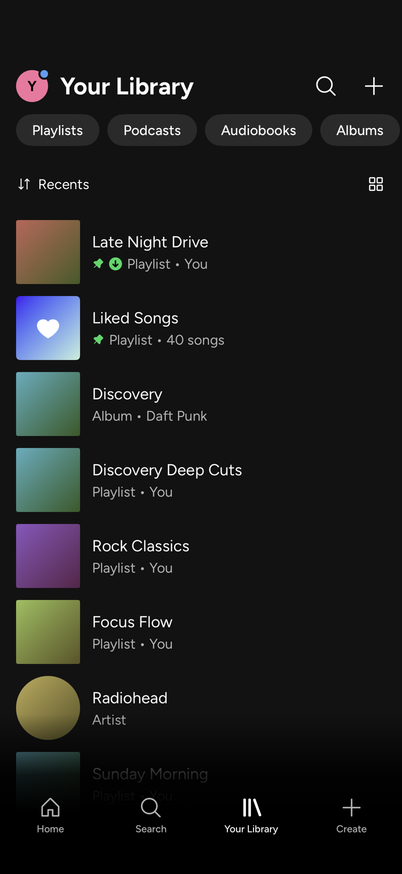 Y
Your Library
Playlists Podcasts Audiobooks Albums
Recents
Late Night Drive
Playlist • You
Liked Songs
Playlist • 40 songs
Discovery
Album • Daft Punk
Discovery Deep Cuts
Playlist • You
Rock Classics
Playlist • You
Focus Flow
Playlist • You
Radiohead
Artist
Sunday Morning
Playlist • You
Home Search Your Library Create